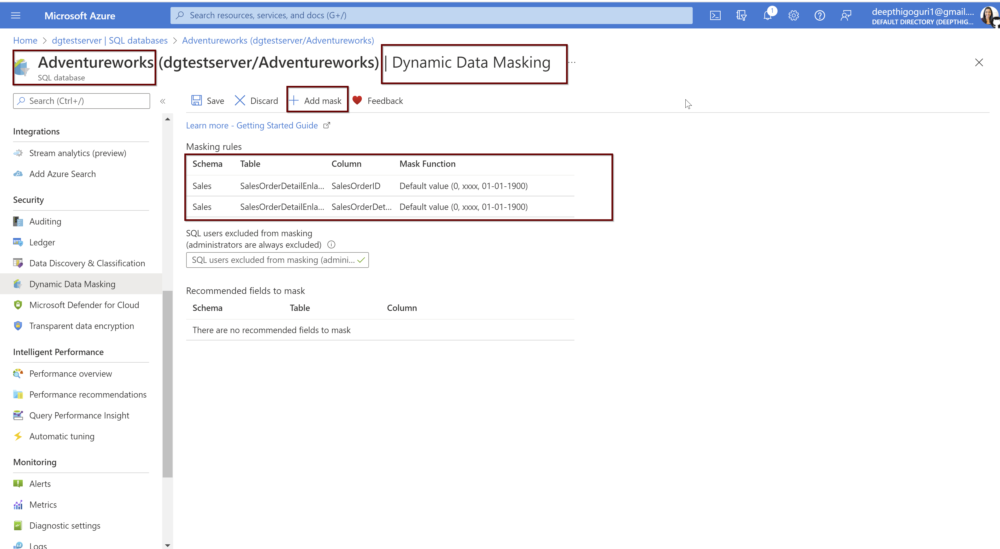 Microsoft Azure
Search resources, services, and docs (G+/)
1
deepthigoguri1@gmail....
DEFAULT DIRECTORY (DEEPTHIG...
Home > dgtestserver | SQL databases > Adventureworks (dgtestserver/Adventureworks)
Adventureworks (dgtestserver/Adventureworks) | Dynamic Data Masking ...
SQL database
Search (Ctrl+/)
«
Save
Discard
Add mask
Feedback
Learn more - Getting Started Guide
Integrations
Stream analytics (preview)
Add Azure Search
Security
Auditing
Ledger
Data Discovery & Classification
Dynamic Data Masking
Microsoft Defender for Cloud
Transparent data encryption
Intelligent Performance
Performance overview
Performance recommendations
Query Performance Insight
Automatic tuning
Monitoring
Alerts
Metrics
Diagnostic settings
Logs
Masking rules
Schema Table Column Mask Function
Sales SalesOrderDetailEnla... SalesOrderID Default value (0, xxxx, 01-01-1900)
Sales SalesOrderDetailEnla... SalesOrderDet... Default value (0, xxxx, 01-01-1900)
SQL users excluded from masking
(administrators are always excluded)
SQL users excluded from masking (admini...
Recommended fields to mask
Schema Table Column
There are no recommended fields to mask